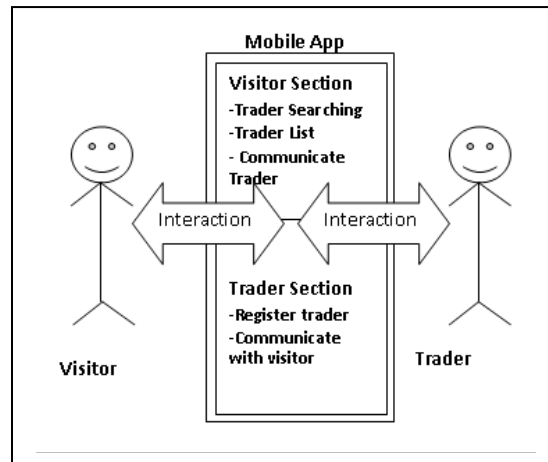 Mobile App
Visitor Section
-Trader Searching
-Trader List
- Communicate
Trader
Interaction
Interaction
Trader Section
-Register trader
-Communicate
with visitor
Visitor
Trader